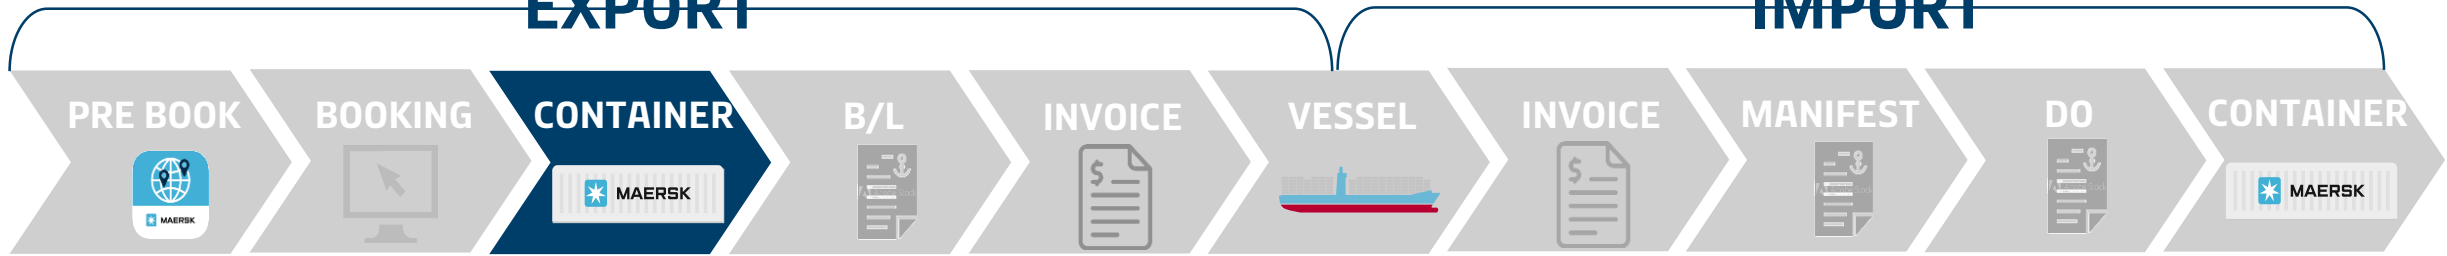 EXPORT
IMPORT
PRE BOOK
BOOKING
CONTAINER
B/L
INVOICE
VESSEL
INVOICE
MANIFEST
DO
CONTAINER
MAERSK
MAERSK
$
$
MAERSK